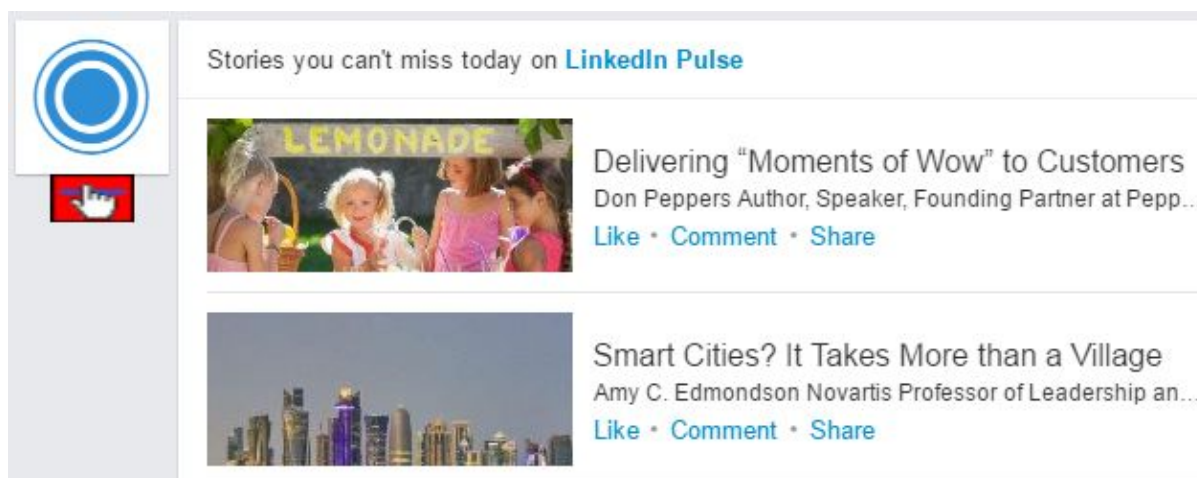 Stories you can't miss today on LinkedIn Pulse
LEMONADE
Delivering “Moments of Wow” to Customers
Don Peppers Author, Speaker, Founding Partner at Pepp...
Like • Comment • Share
Smart Cities? It Takes More than a Village
Amy C. Edmondson Novartis Professor of Leadership an...
Like • Comment • Share